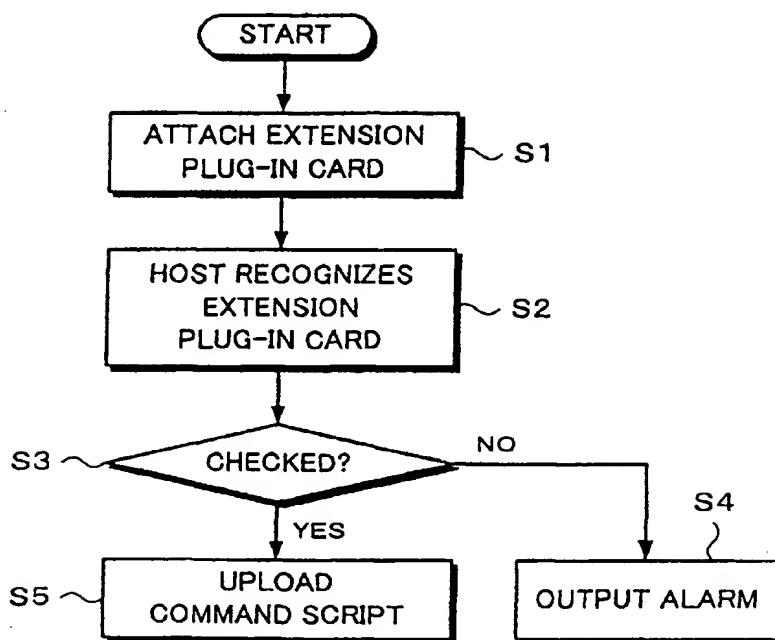 START
ATTACH EXTENSION
PLUG-IN CARD
S1
HOST RECOGNIZES
EXTENSION
PLUG-IN CARD
S2
S3
CHECKED?
NO
YES
S4
S5
UPLOAD
COMMAND SCRIPT
OUTPUT ALARM